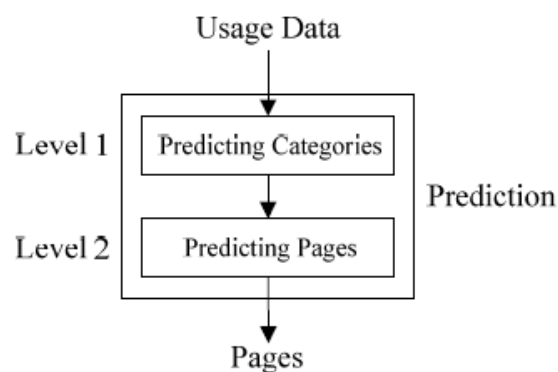 Usage Data
Level 1
Predicting Categories
Prediction
Level 2
Predicting Pages
Pages